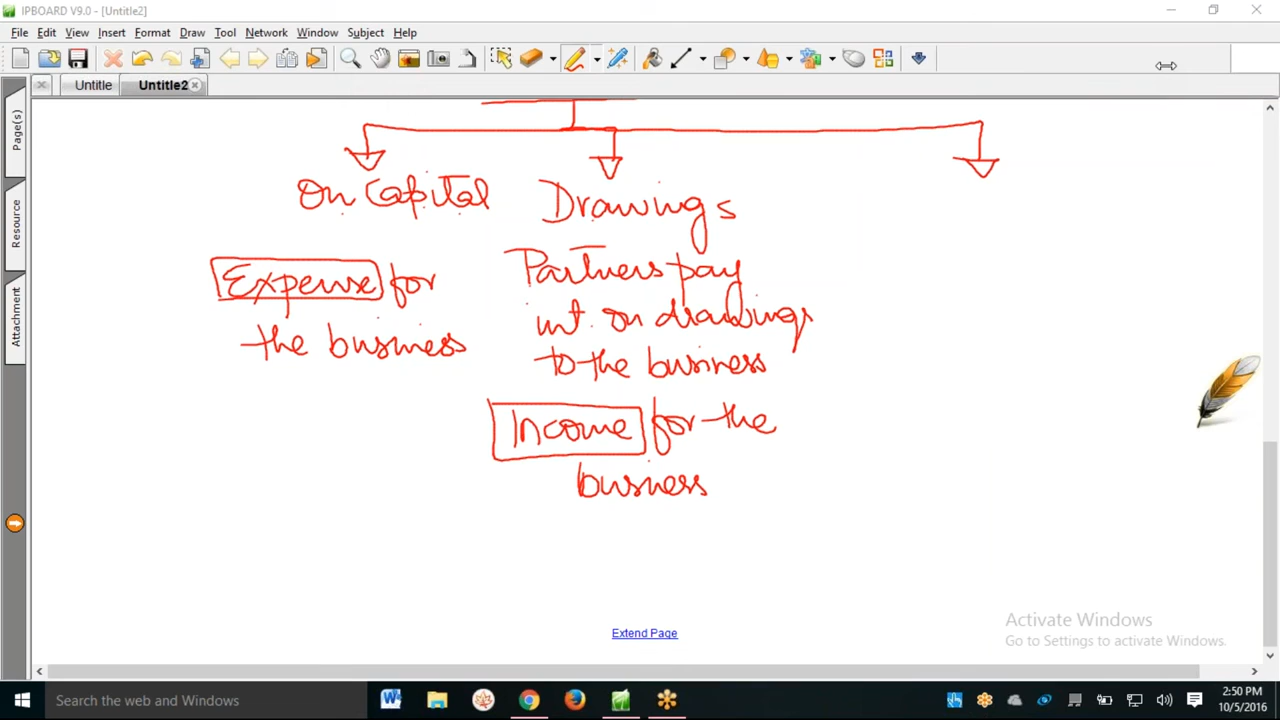 IPBOARD V9.0 - [Untitle2]
File Edit View Insert Format Draw Tool Network Window Subject Help
Untitle Untitle2
Page(s)
Resource
Attachment
On Capital
Expense for
the business
Drawings
Partners pay
int. on drawings
to the business
Income for the
business
Extend Page
Activate Windows
Go to Settings to activate Windows.
Search the web and Windows
2:50 PM
10/5/2016